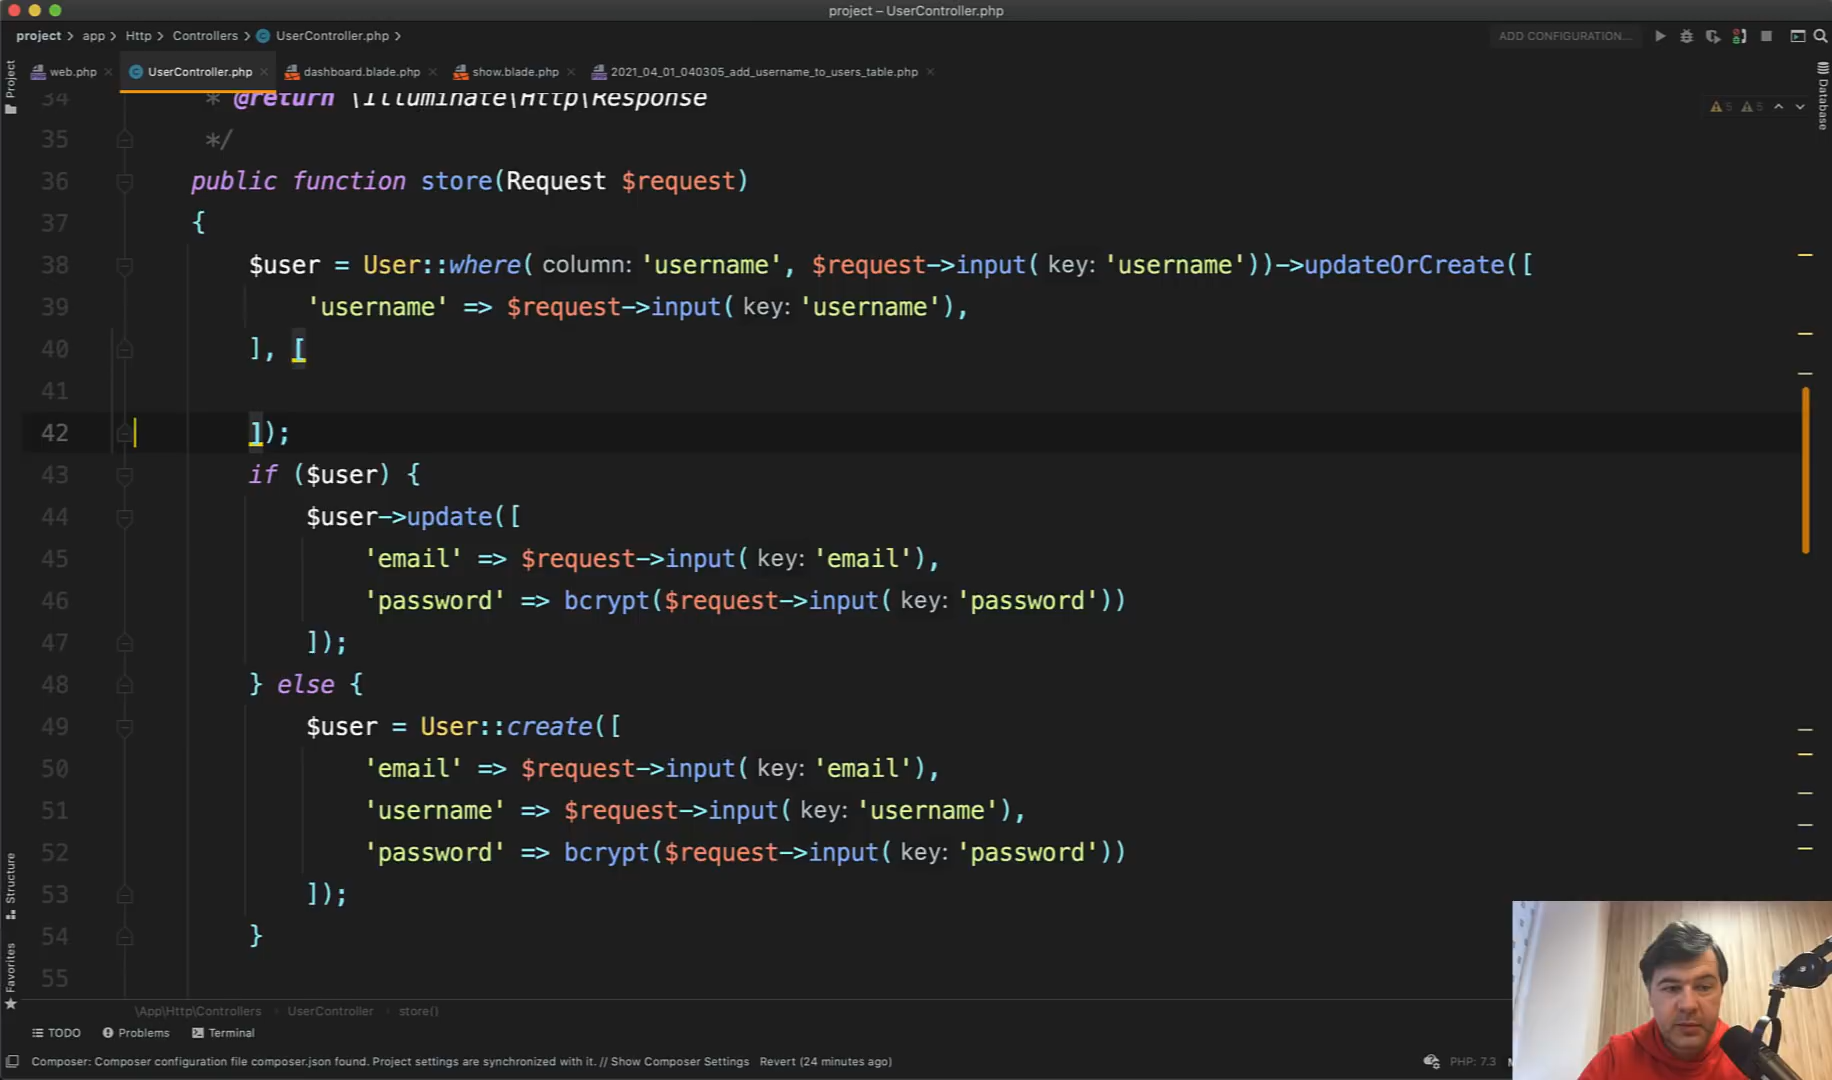 project – UserController.php
project > app > Http > Controllers > UserController.php >
ADD CONFIGURATION...
web.php
UserController.php
dashboard.blade.php
show.blade.php
2021_04_01_040305_add_username_to_users_table.php
Project
Database
5 5
34 * @return \Illuminate\Http\Response
35 */
36 public function store(Request $request)
37 {
38 $user = User::where( column: 'username', $request->input( key: 'username'))->updateOrCreate([
39 'username' => $request->input( key: 'username'),
40 ], [
41
42 ]);
43 if ($user) {
44 $user->update([
45 'email' => $request->input( key: 'email'),
46 'password' => bcrypt($request->input( key: 'password'))
47 ]);
48 } else {
49 $user = User::create([
50 'email' => $request->input( key: 'email'),
51 'username' => $request->input( key: 'username'),
52 'password' => bcrypt($request->input( key: 'password'))
53 ]);
54 }
55
Structure
Favorites
\App\Http\Controllers > UserController > store()
TODO
Problems
Terminal
Composer: Composer configuration file composer.json found. Project settings are synchronized with it. // Show Composer Settings Revert (24 minutes ago)
PHP: 7.3